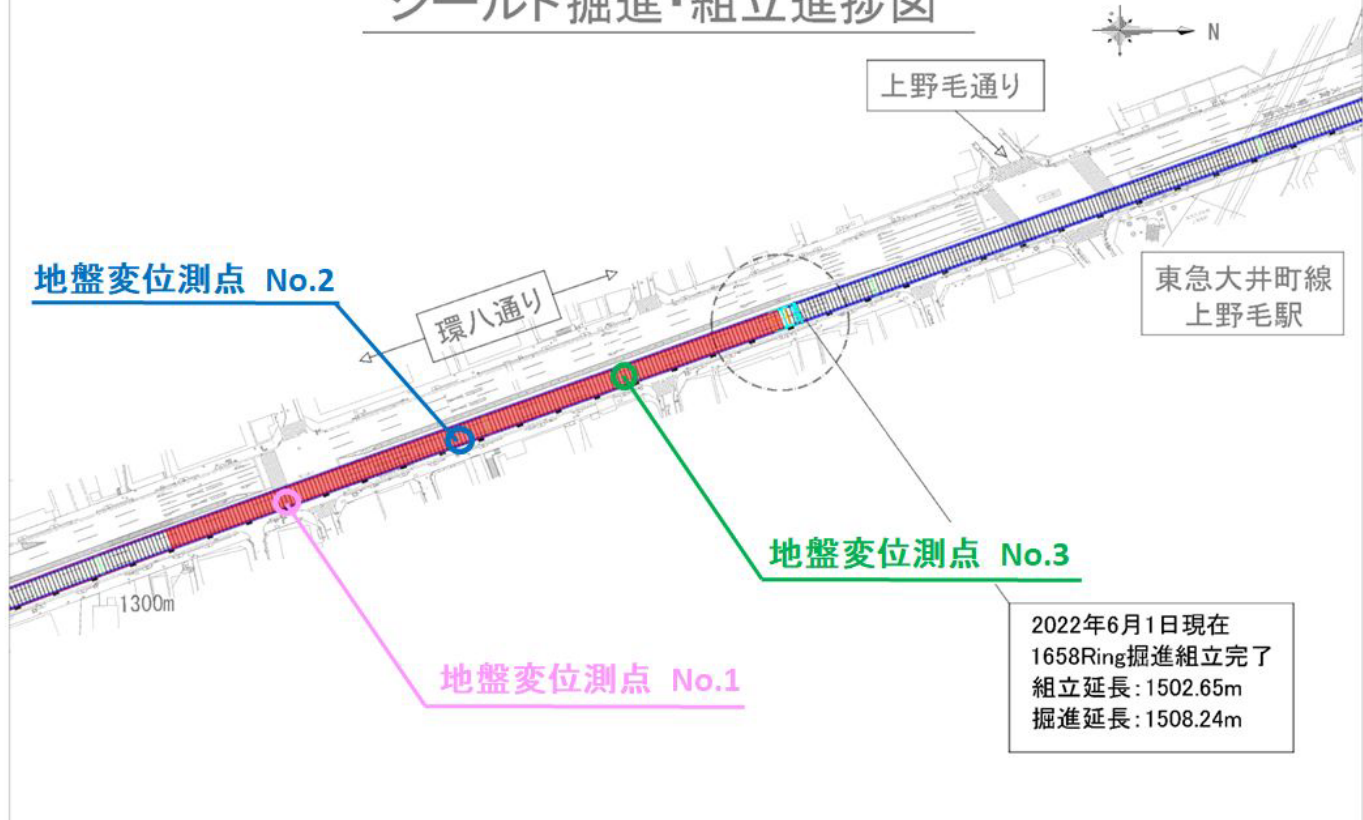 シールド掘進・組立進捗図
N
上野毛通り
地盤変位測点 No.2
環八通り
東急大井町線
上野毛駅
地盤変位測点 No.3
1300m
地盤変位測点 No.1
2022年6月1日現在
1658Ring掘進組立完了
組立延長：1502.65m
掘進延長：1508.24m